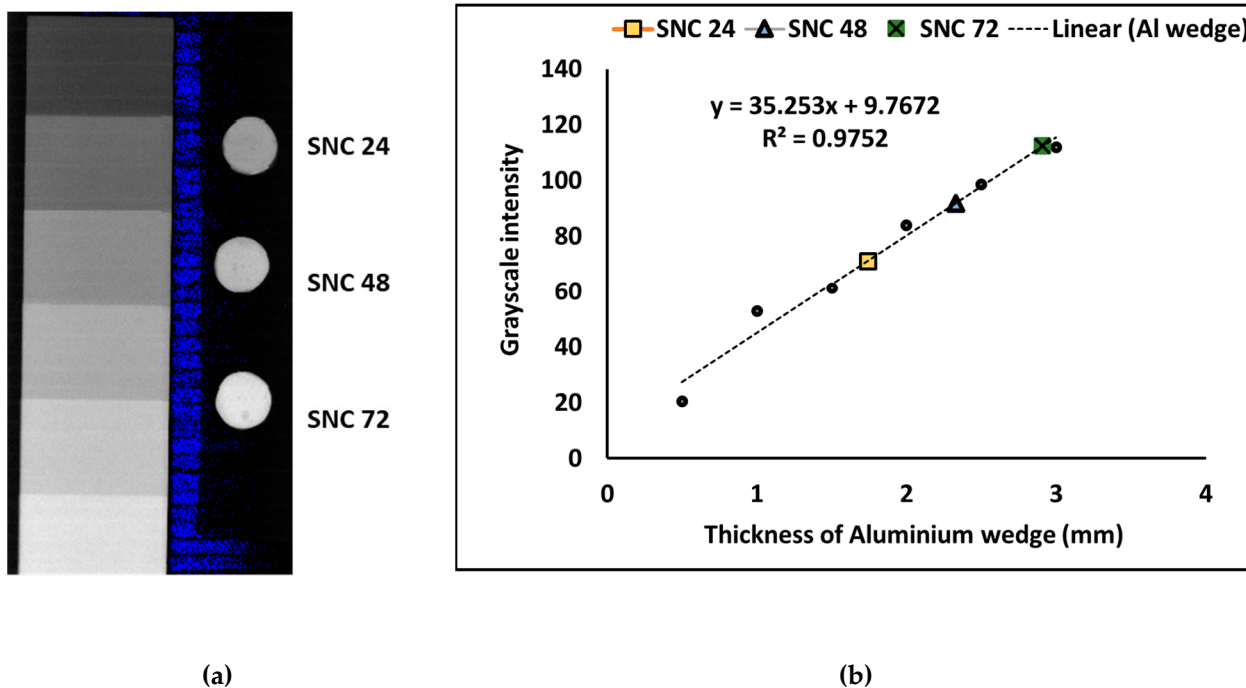 SNC 24
SNC 48
SNC 72
(a)
SNC 24 SNC 48 SNC 72 Linear (Al wedge)
y = 35.253x + 9.7672
R² = 0.9752
Grayscale intensity
140
120
100
80
60
40
20
0
0 1 2 3 4
Thickness of Aluminium wedge (mm)
(b)